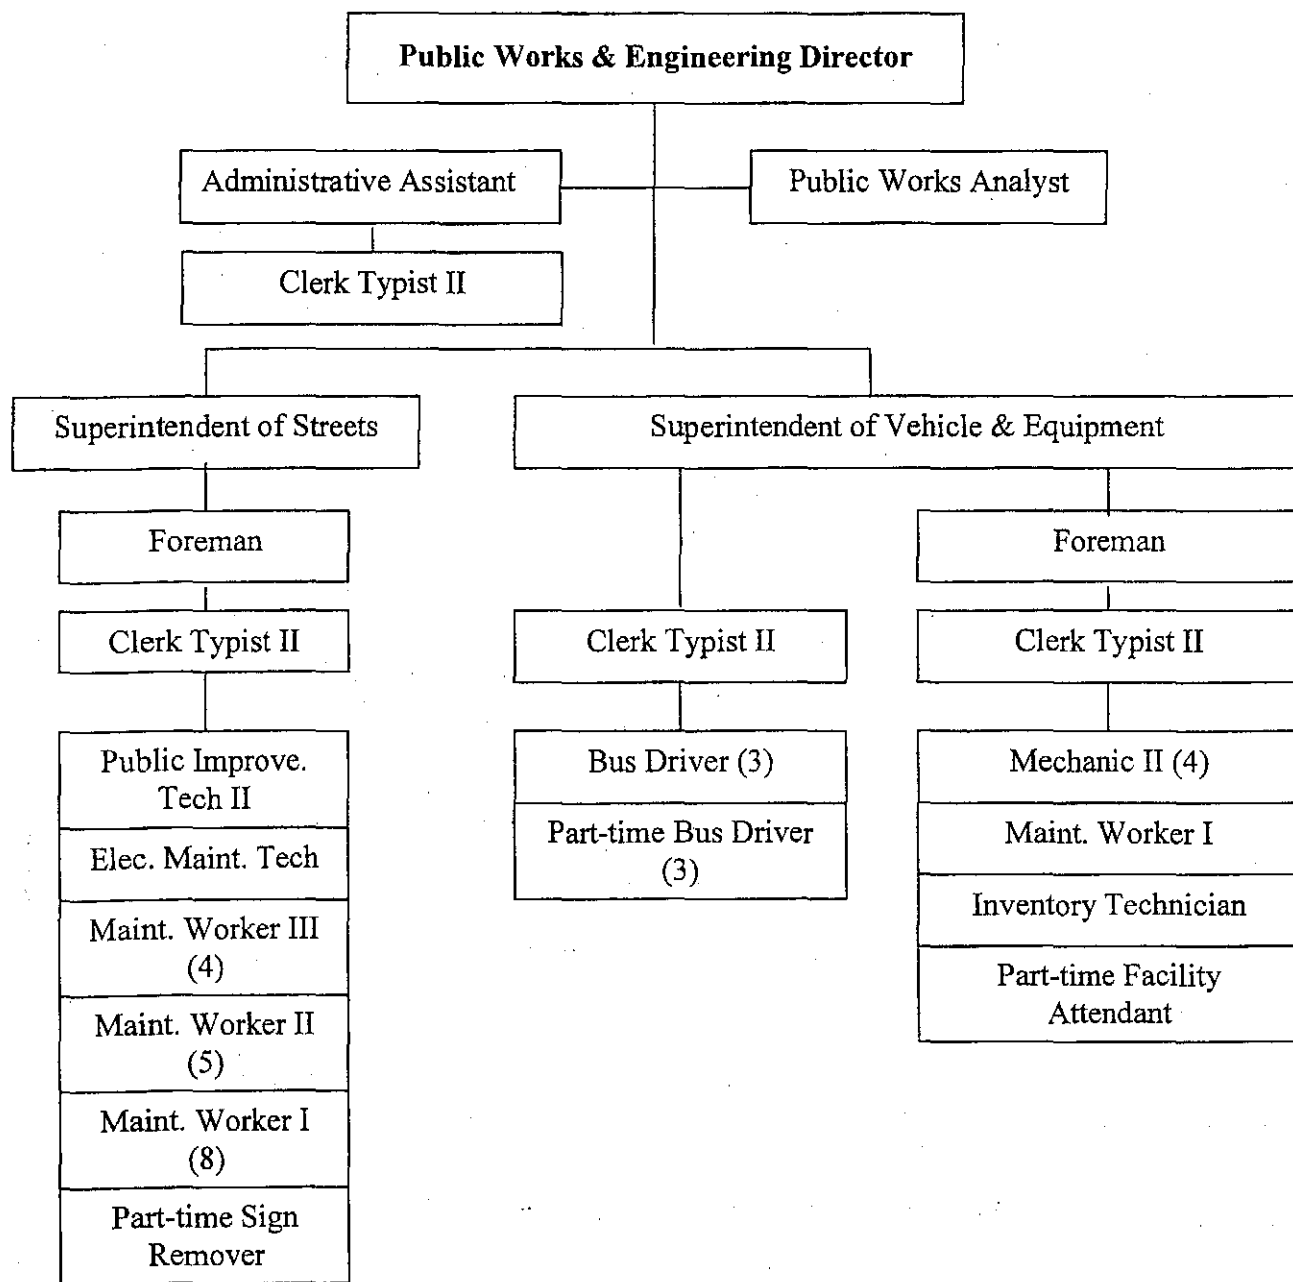 Public Works & Engineering Director
Administrative Assistant
Public Works Analyst
Clerk Typist II
Superintendent of Streets
Superintendent of Vehicle & Equipment
Foreman
Foreman
Clerk Typist II
Clerk Typist II
Clerk Typist II
Public Improve.
Tech II
Elec. Maint. Tech
Maint. Worker III
(4)
Maint. Worker II
(5)
Maint. Worker I
(8)
Part-time Sign
Remover
Bus Driver (3)
Part-time Bus Driver
(3)
Mechanic II (4)
Maint. Worker I
Inventory Technician
Part-time Facility
Attendant